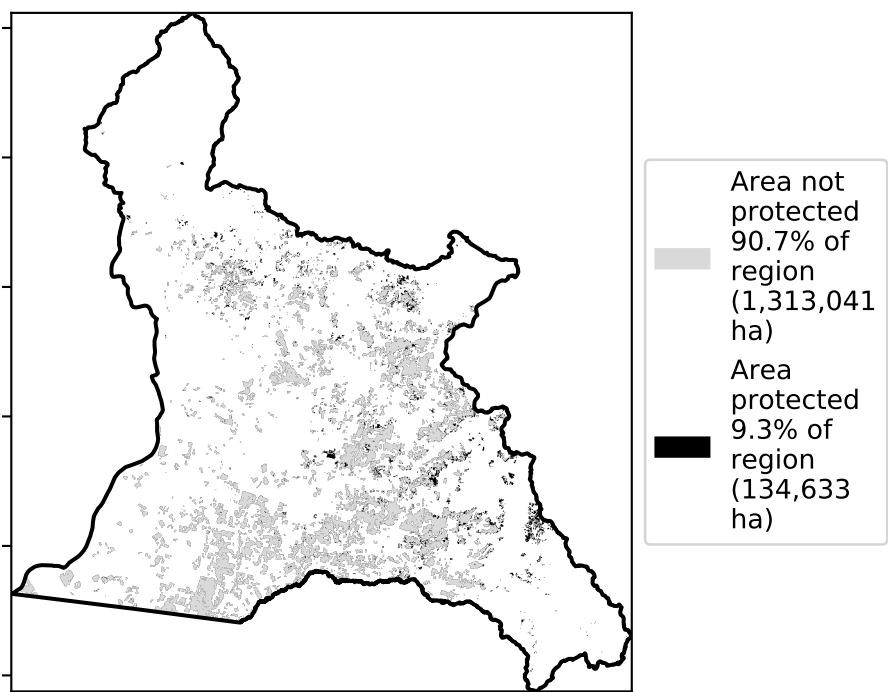 Area not
protected
90.7% of
region
(1,313,041
ha)
Area
protected
9.3% of
region
(134,633
ha)